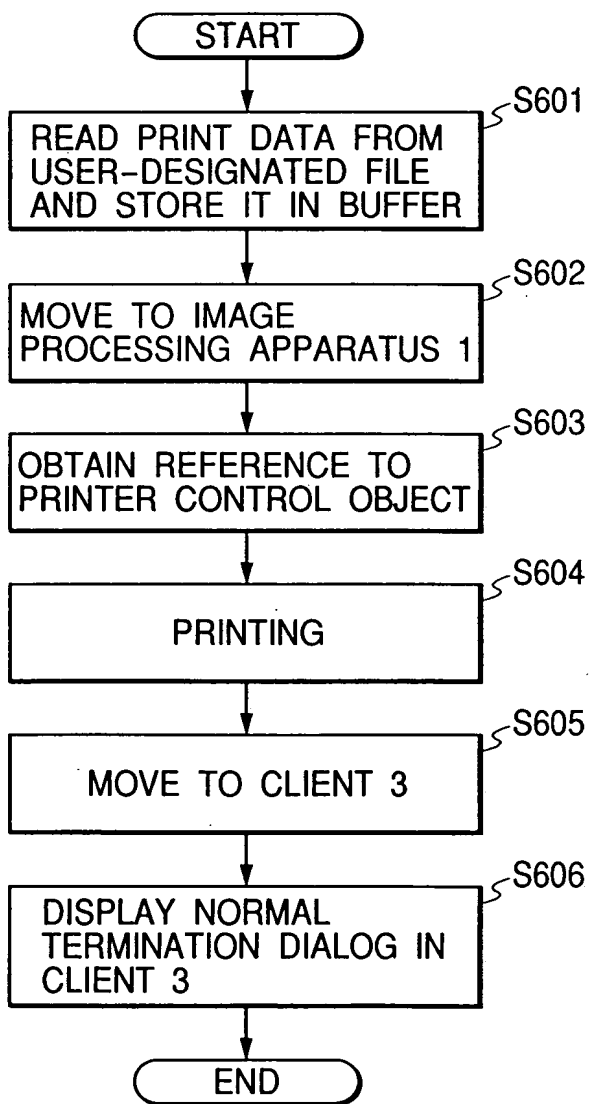 START
S601
READ PRINT DATA FROM
USER-DESIGNATED FILE
AND STORE IT IN BUFFER
S602
MOVE TO IMAGE
PROCESSING APPARATUS 1
S603
OBTAIN REFERENCE TO
PRINTER CONTROL OBJECT
S604
PRINTING
S605
MOVE TO CLIENT 3
S606
DISPLAY NORMAL
TERMINATION DIALOG IN
CLIENT 3
END